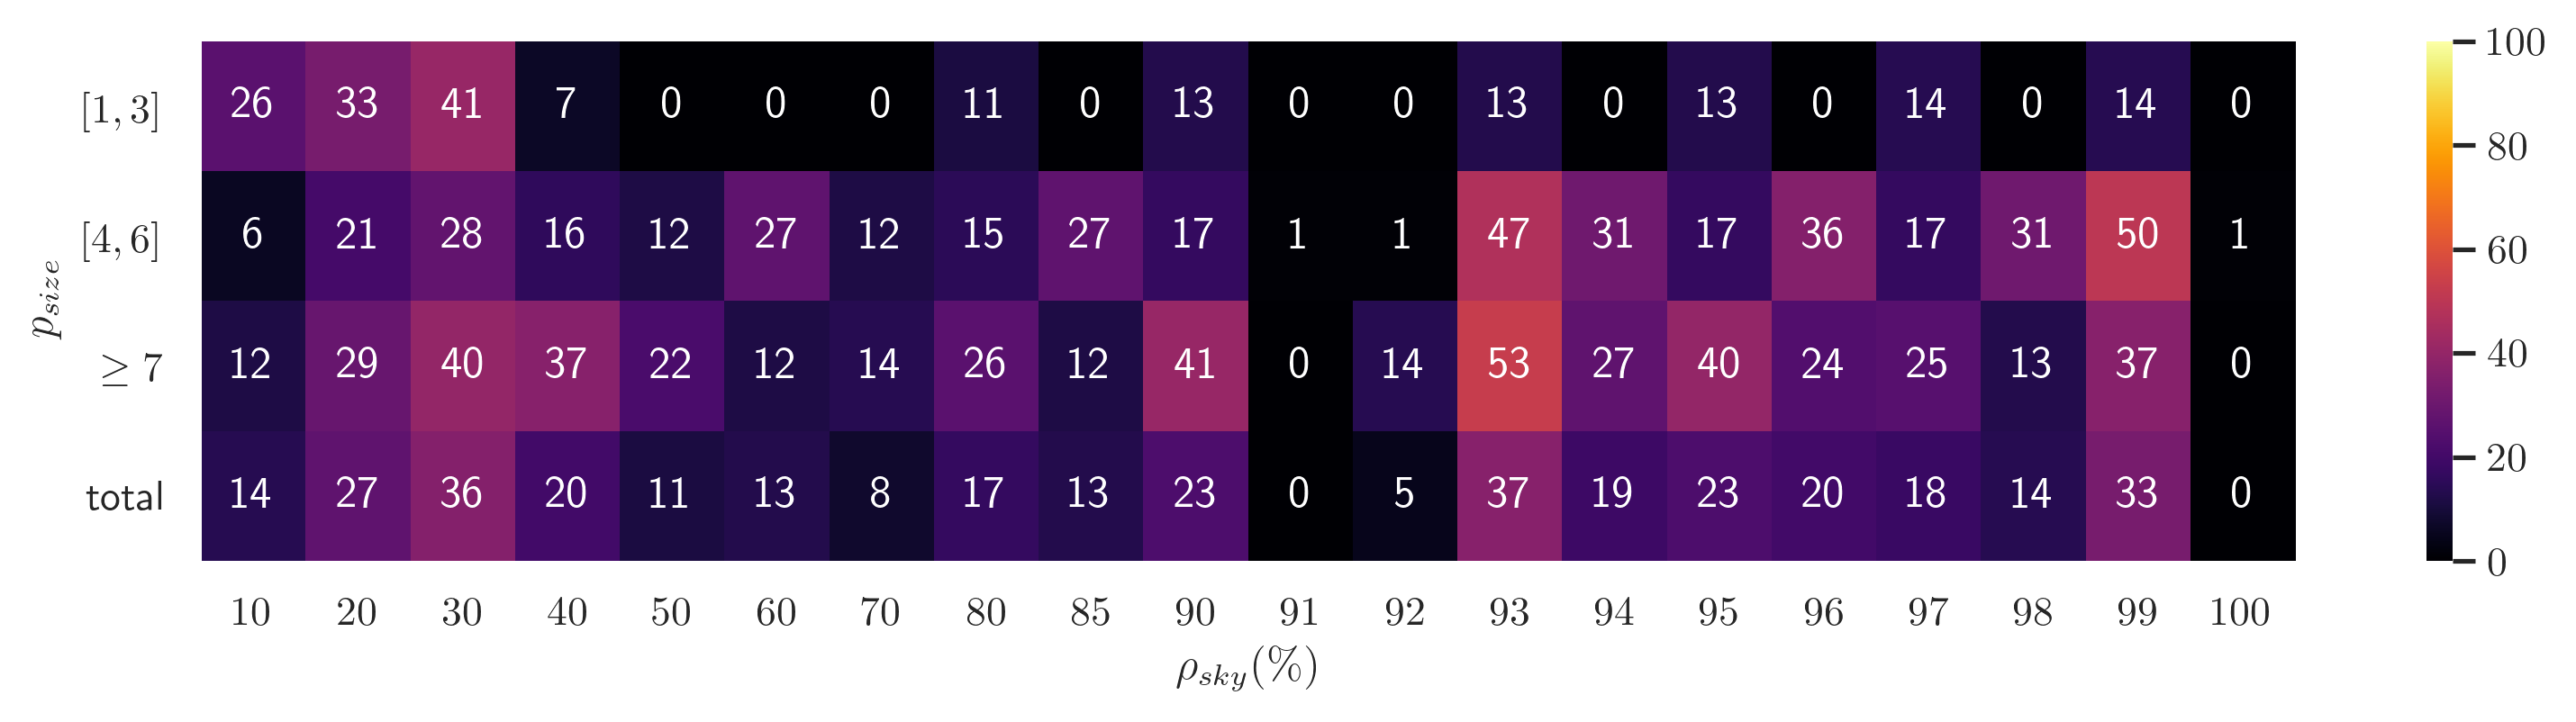 [1, 3] 26 33 41 7 0 0 0 11 0 13 0 0 13 0 13 0 14 0 14 0
[4, 6] 6 21 28 16 12 27 12 15 27 17 1 1 47 31 17 36 17 31 50 1
≥ 7 12 29 40 37 22 12 14 26 12 41 0 14 53 27 40 24 25 13 37 0
total 14 27 36 20 11 13 8 17 13 23 0 5 37 19 23 20 18 14 33 0
10 20 30 40 50 60 70 80 85 90 91 92 93 94 95 96 97 98 99 100
p_size
ρ_sky(%)
100
80
60
40
20
0